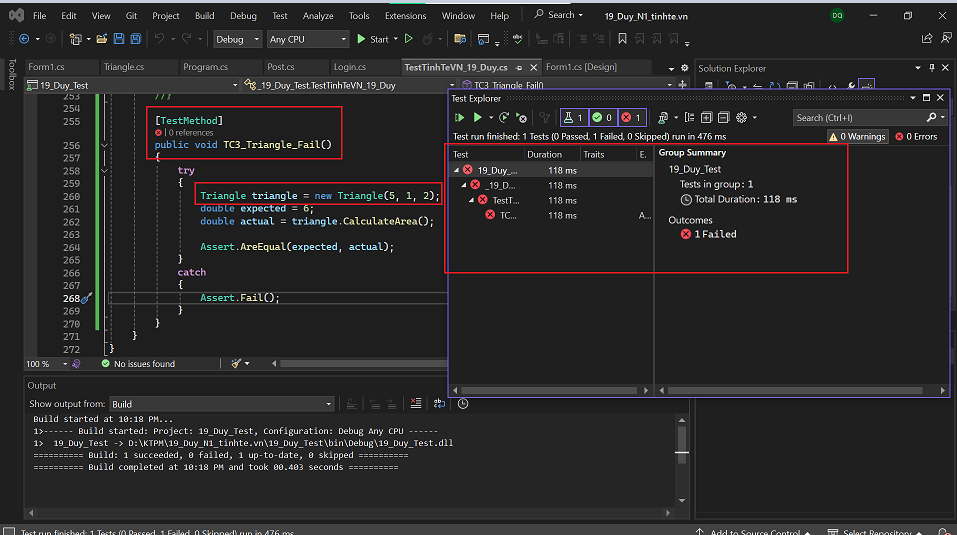 File Edit View Git Project Build Debug Test Analyze Tools Extensions Window Help Search 19_Duy_N1_tinhte.vn DQ
Debug Any CPU Start
Toolbox
Form1.cs Triangle.cs Program.cs Post.cs Login.cs TestTinhTeVN_19_Duy.cs Form1.cs [Design] Solution Explorer
19_Duy_Test _19_Duy_Test.TestTinhTeVN_19_Duy TC3_Triangle_Fail()
253 //}
254
255 [TestMethod]
| 0 references
256 public void TC3_Triangle_Fail()
257 {
258 try
259 {
260 Triangle triangle = new Triangle(5, 1, 2);
261 double expected = 6;
262 double actual = triangle.CalculateArea();
263
264 Assert.AreEqual(expected, actual);
265 }
266 catch
267 {
268 Assert.Fail();
269 }
270 }
271 }
272 }
100 % No issues found
Test Explorer
1 0 1 Search (Ctrl+I)
Test run finished: 1 Tests (0 Passed, 1 Failed, 0 Skipped) run in 476 ms 0 Warnings 0 Errors
Test Duration Traits E.
19_Duy_... 118 ms
_19_D... 118 ms
TestT... 118 ms
TC... 118 ms A...
Group Summary
19_Duy_Test
Tests in group: 1
Total Duration: 118 ms
Outcomes
1 Failed
Output
Show output from: Build
Build started at 10:18 PM...
1>------ Build started: Project: 19_Duy_Test, Configuration: Debug Any CPU ------
1> 19_Duy_Test -> D:\KTPM\19_Duy_N1_tinhte.vn\19_Duy_Test\bin\Debug\19_Duy_Test.dll
========== Build: 1 succeeded, 0 failed, 1 up-to-date, 0 skipped ==========
========== Build completed at 10:18 PM and took 00.403 seconds ==========
Test run finished: 1 Tests (0 Passed, 1 Failed, 0 Skipped) run in 476 ms Add to Source Control Select Repository